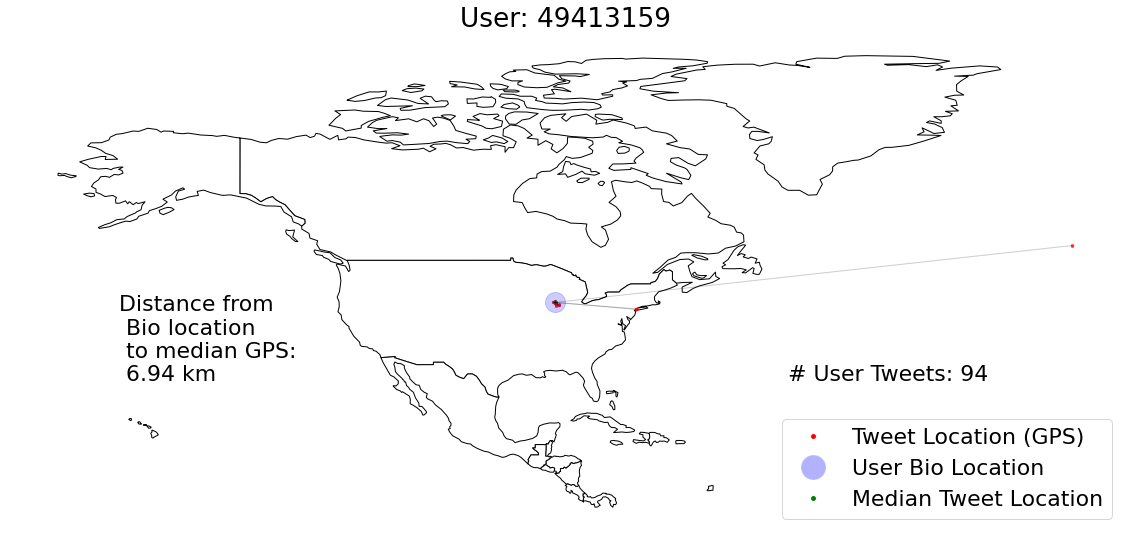 User: 49413159
Distance from
Bio location
to median GPS:
6.94 km
# User Tweets: 94
Tweet Location (GPS)
User Bio Location
Median Tweet Location